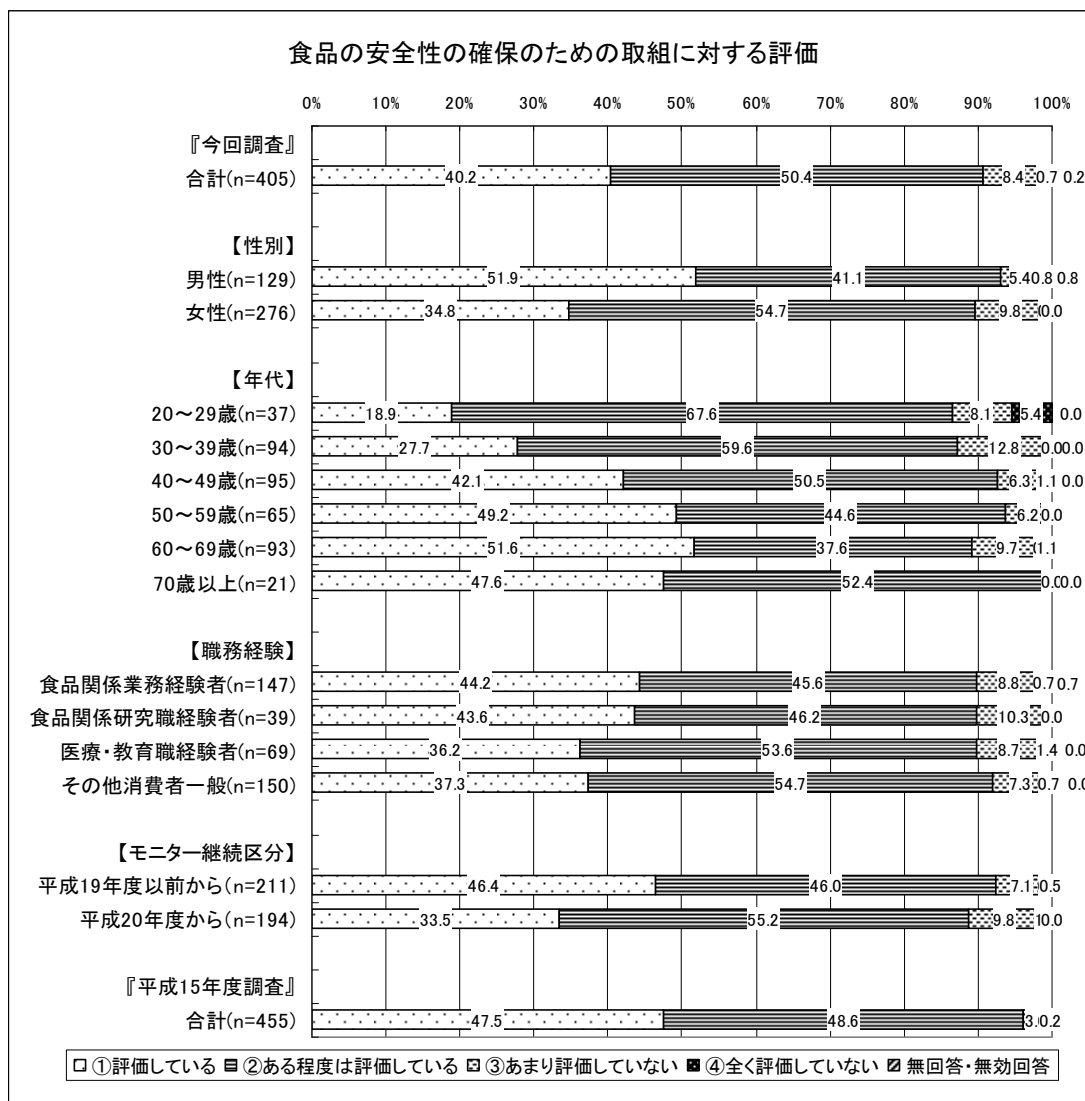 食品の安全性の確保のための取組に対する評価
0% 10% 20% 30% 40% 50% 60% 70% 80% 90% 100%
『今回調査』
合計(n=405) 40.2 50.4 8.4 0.7 0.2
【性別】
男性(n=129) 51.9 41.1 5.4 0.8 0.8
女性(n=276) 34.8 54.7 9.8 0.0
【年代】
20～29歳(n=37) 18.9 67.6 8.1 5.4 0.0
30～39歳(n=94) 27.7 59.6 12.8 0.0 0.0
40～49歳(n=95) 42.1 50.5 6.3 1.1 0.0
50～59歳(n=65) 49.2 44.6 6.2 0.0
60～69歳(n=93) 51.6 37.6 9.7 1.1
70歳以上(n=21) 47.6 52.4 0.0 0.0
【職務経験】
食品関係業務経験者(n=147) 44.2 45.6 8.8 0.7 0.7
食品関係研究職経験者(n=39) 43.6 46.2 10.3 0.0
医療・教育職経験者(n=69) 36.2 53.6 8.7 1.4 0.0
その他消費者一般(n=150) 37.3 54.7 7.3 0.7 0.0
【モニター継続区分】
平成19年度以前から(n=211) 46.4 46.0 7.1 0.5
平成20年度から(n=194) 33.5 55.2 9.8 0.0
『平成15年度調査』
合計(n=455) 47.5 48.6 0.2
①評価している ②ある程度は評価している ③あまり評価していない ④全く評価していない 無回答・無効回答